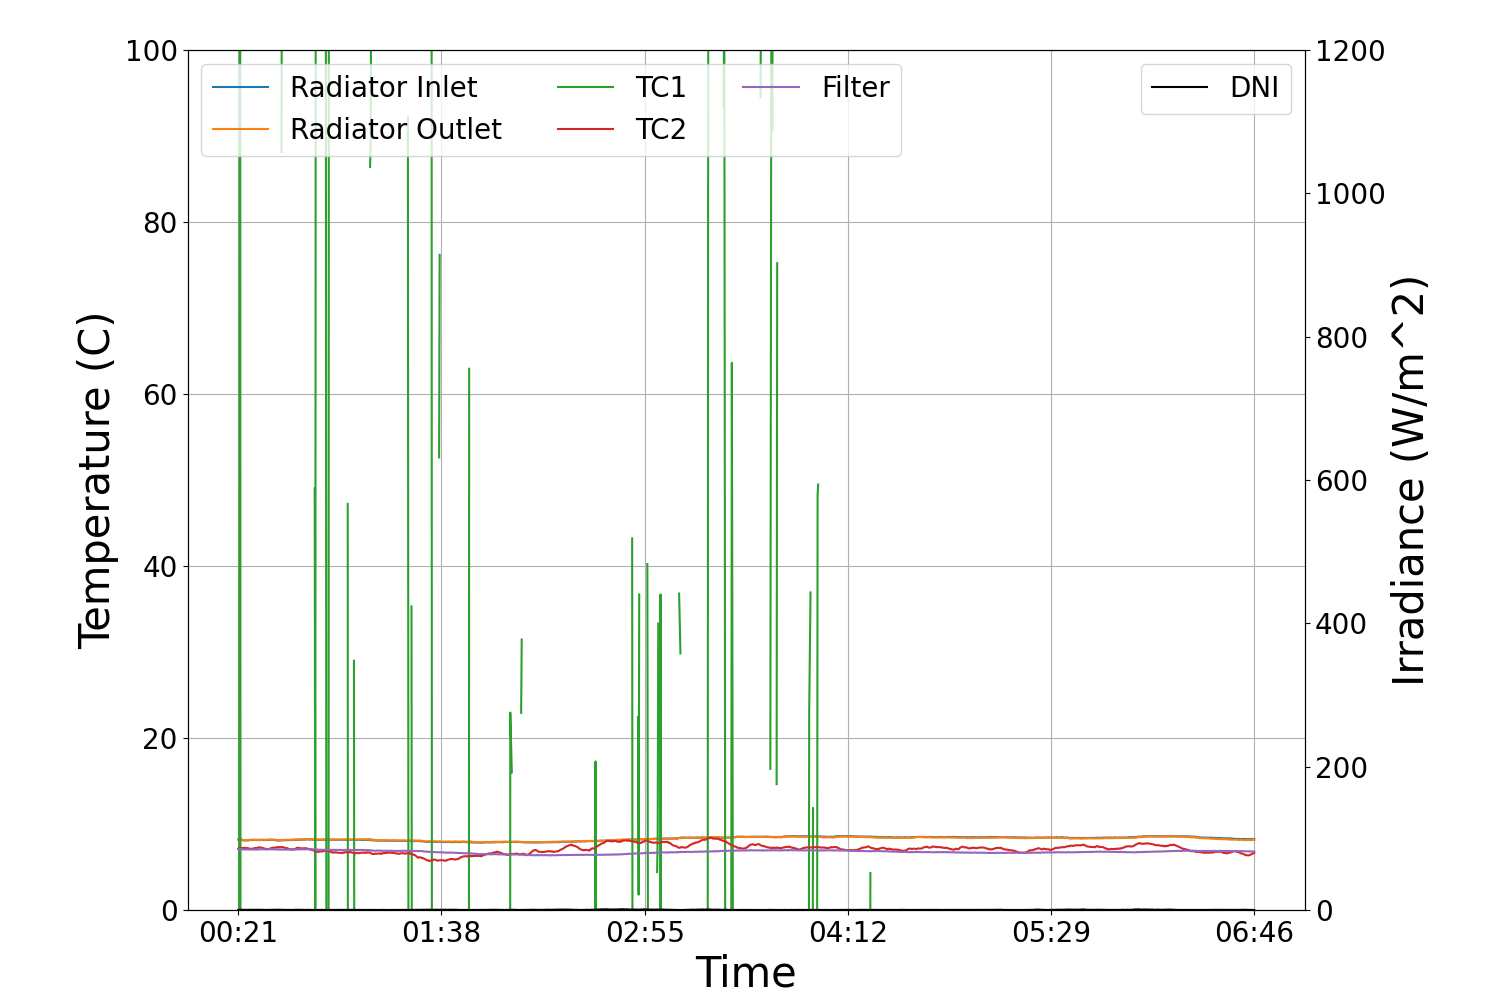 100
80
60
40
20
0
Temperature (C)
Radiator Inlet
Radiator Outlet
TC1
TC2
Filter
DNI
1200
1000
800
600
400
200
0
Irradiance (W/m^2)
00:21 01:38 02:55 04:12 05:29 06:46
Time